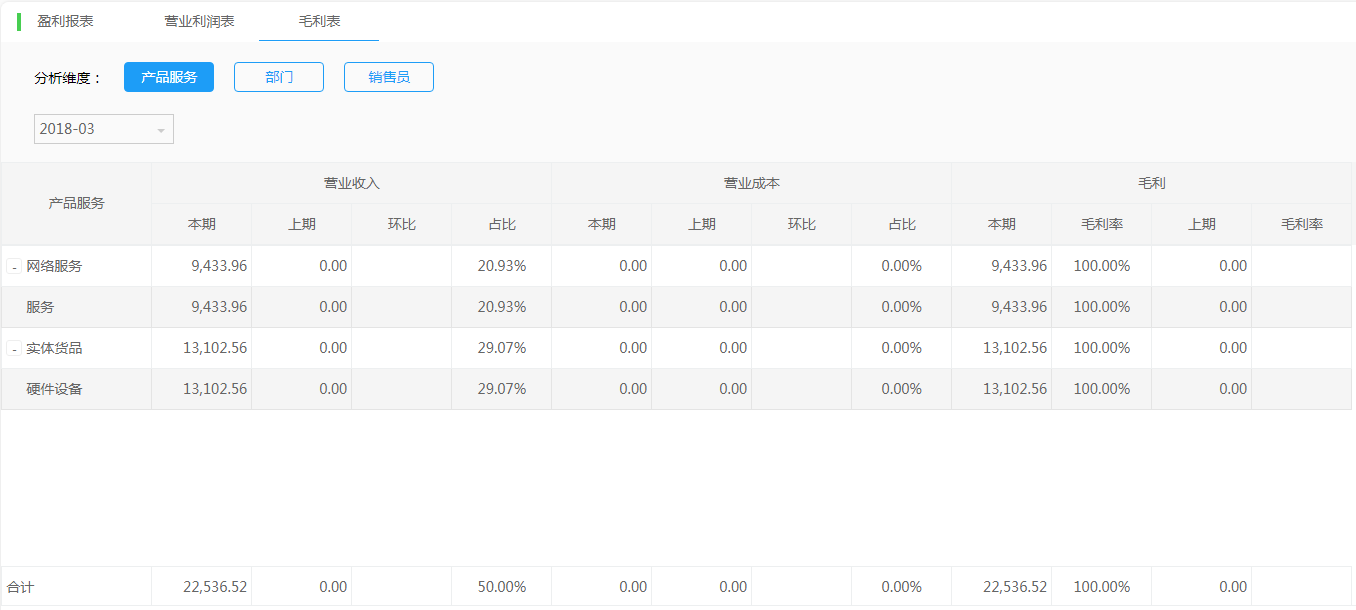 盈利报表 营业利润表 毛利表
分析维度： 产品服务 部门 销售员
2018-03
产品服务 营业收入 营业成本 毛利
本期 上期 环比 占比 本期 上期 环比 占比 本期 毛利率 上期 毛利率
- 网络服务 9,433.96 0.00 20.93% 0.00 0.00 0.00% 9,433.96 100.00% 0.00
服务 9,433.96 0.00 20.93% 0.00 0.00 0.00% 9,433.96 100.00% 0.00
- 实体货品 13,102.56 0.00 29.07% 0.00 0.00 0.00% 13,102.56 100.00% 0.00
硬件设备 13,102.56 0.00 29.07% 0.00 0.00 0.00% 13,102.56 100.00% 0.00
合计 22,536.52 0.00 50.00% 0.00 0.00 0.00% 22,536.52 100.00% 0.00